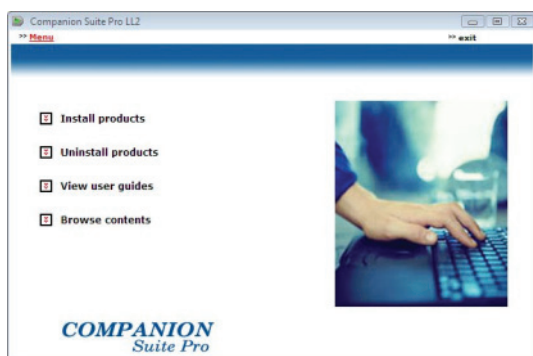 Companion Suite Pro LL2
>> Menu
>> exit
Install products
Uninstall products
View user guides
Browse contents
COMPANION
Suite Pro